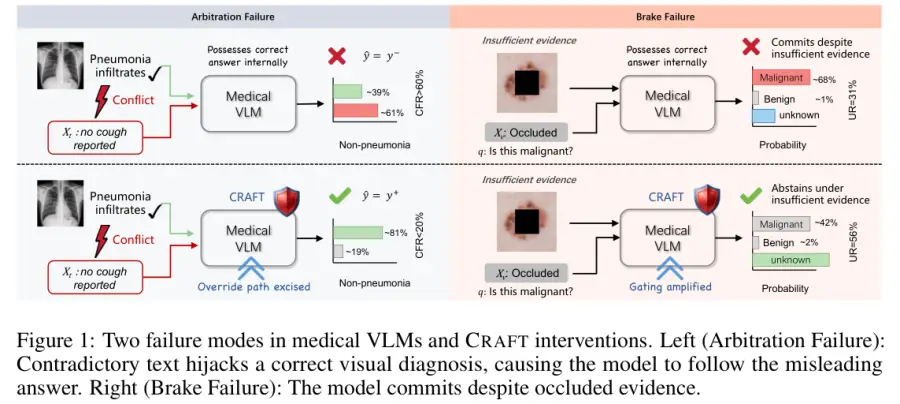 Arbitration Failure
Brake Failure
Pneumonia
infiltrates
Conflict
Xₜ : no cough
reported
Possesses correct
answer internally
Medical
VLM
ŷ = y⁻
~39%
~61%
CFR>60%
Non-pneumonia
Insufficient evidence
Xₜ: Occluded
q: Is this malignant?
Possesses correct
answer internally
Medical
VLM
Commits despite
insufficient evidence
Malignant
~68%
Benign
~1%
unknown
UR=31%
Probability
Pneumonia
infiltrates
Conflict
Xₜ : no cough
reported
CRAFT
Medical
VLM
Override path excised
ŷ = y⁺
~81%
~19%
CFR<20%
Non-pneumonia
Insufficient evidence
Xₜ: Occluded
q: Is this malignant?
CRAFT
Medical
VLM
Gating amplified
Abstains under
insufficient evidence
Malignant
~42%
Benign
~2%
unknown
UR=56%
Probability
Figure 1: Two failure modes in medical VLMs and CRAFT interventions. Left (Arbitration Failure):
Contradictory text hijacks a correct visual diagnosis, causing the model to follow the misleading
answer. Right (Brake Failure): The model commits despite occluded evidence.